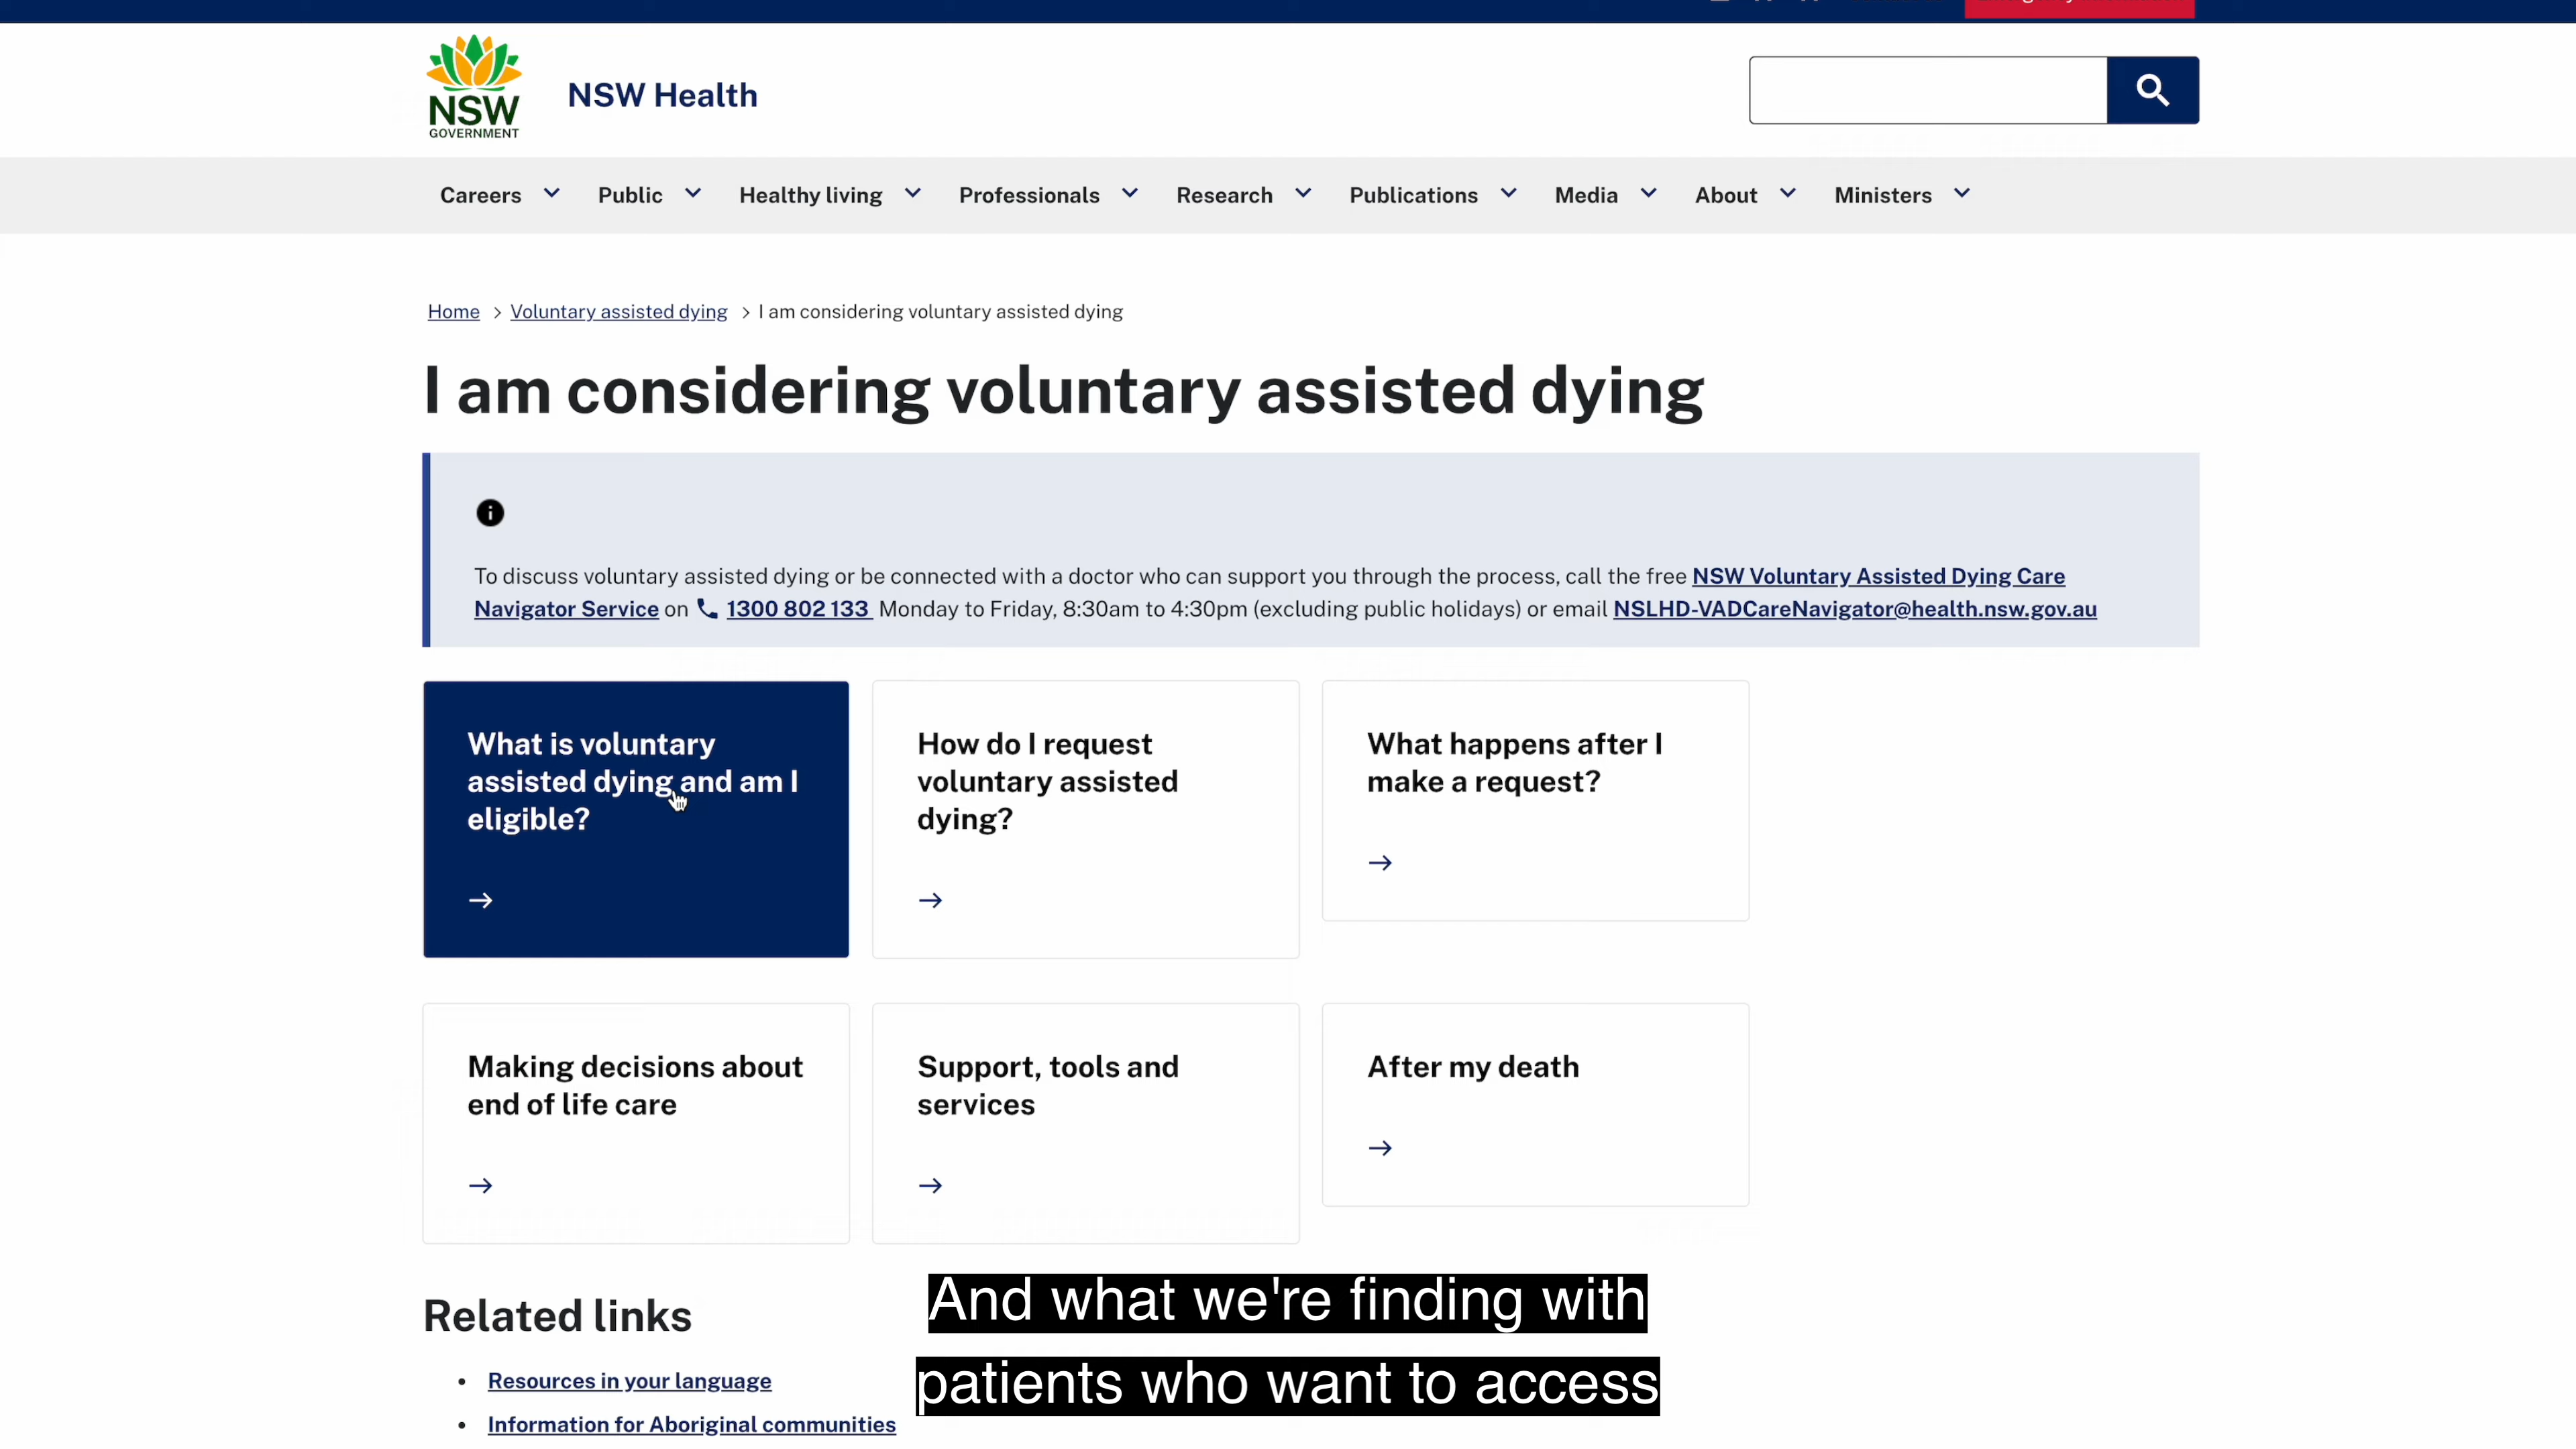 NSW
GOVERNMENT
NSW Health
Careers Public Healthy living Professionals Research Publications Media About Ministers
Home > Voluntary assisted dying > I am considering voluntary assisted dying
I am considering voluntary assisted dying
To discuss voluntary assisted dying or be connected with a doctor who can support you through the process, call the free NSW Voluntary Assisted Dying Care
Navigator Service on 1300 802 133 Monday to Friday, 8:30am to 4:30pm (excluding public holidays) or email NSLHD-VADCareNavigator@health.nsw.gov.au
What is voluntary
assisted dying and am I
eligible?
How do I request
voluntary assisted
dying?
What happens after I
make a request?
Making decisions about
end of life care
Support, tools and
services
After my death
Related links
• Resources in your language
• Information for Aboriginal communities
And what we're finding with
patients who want to access